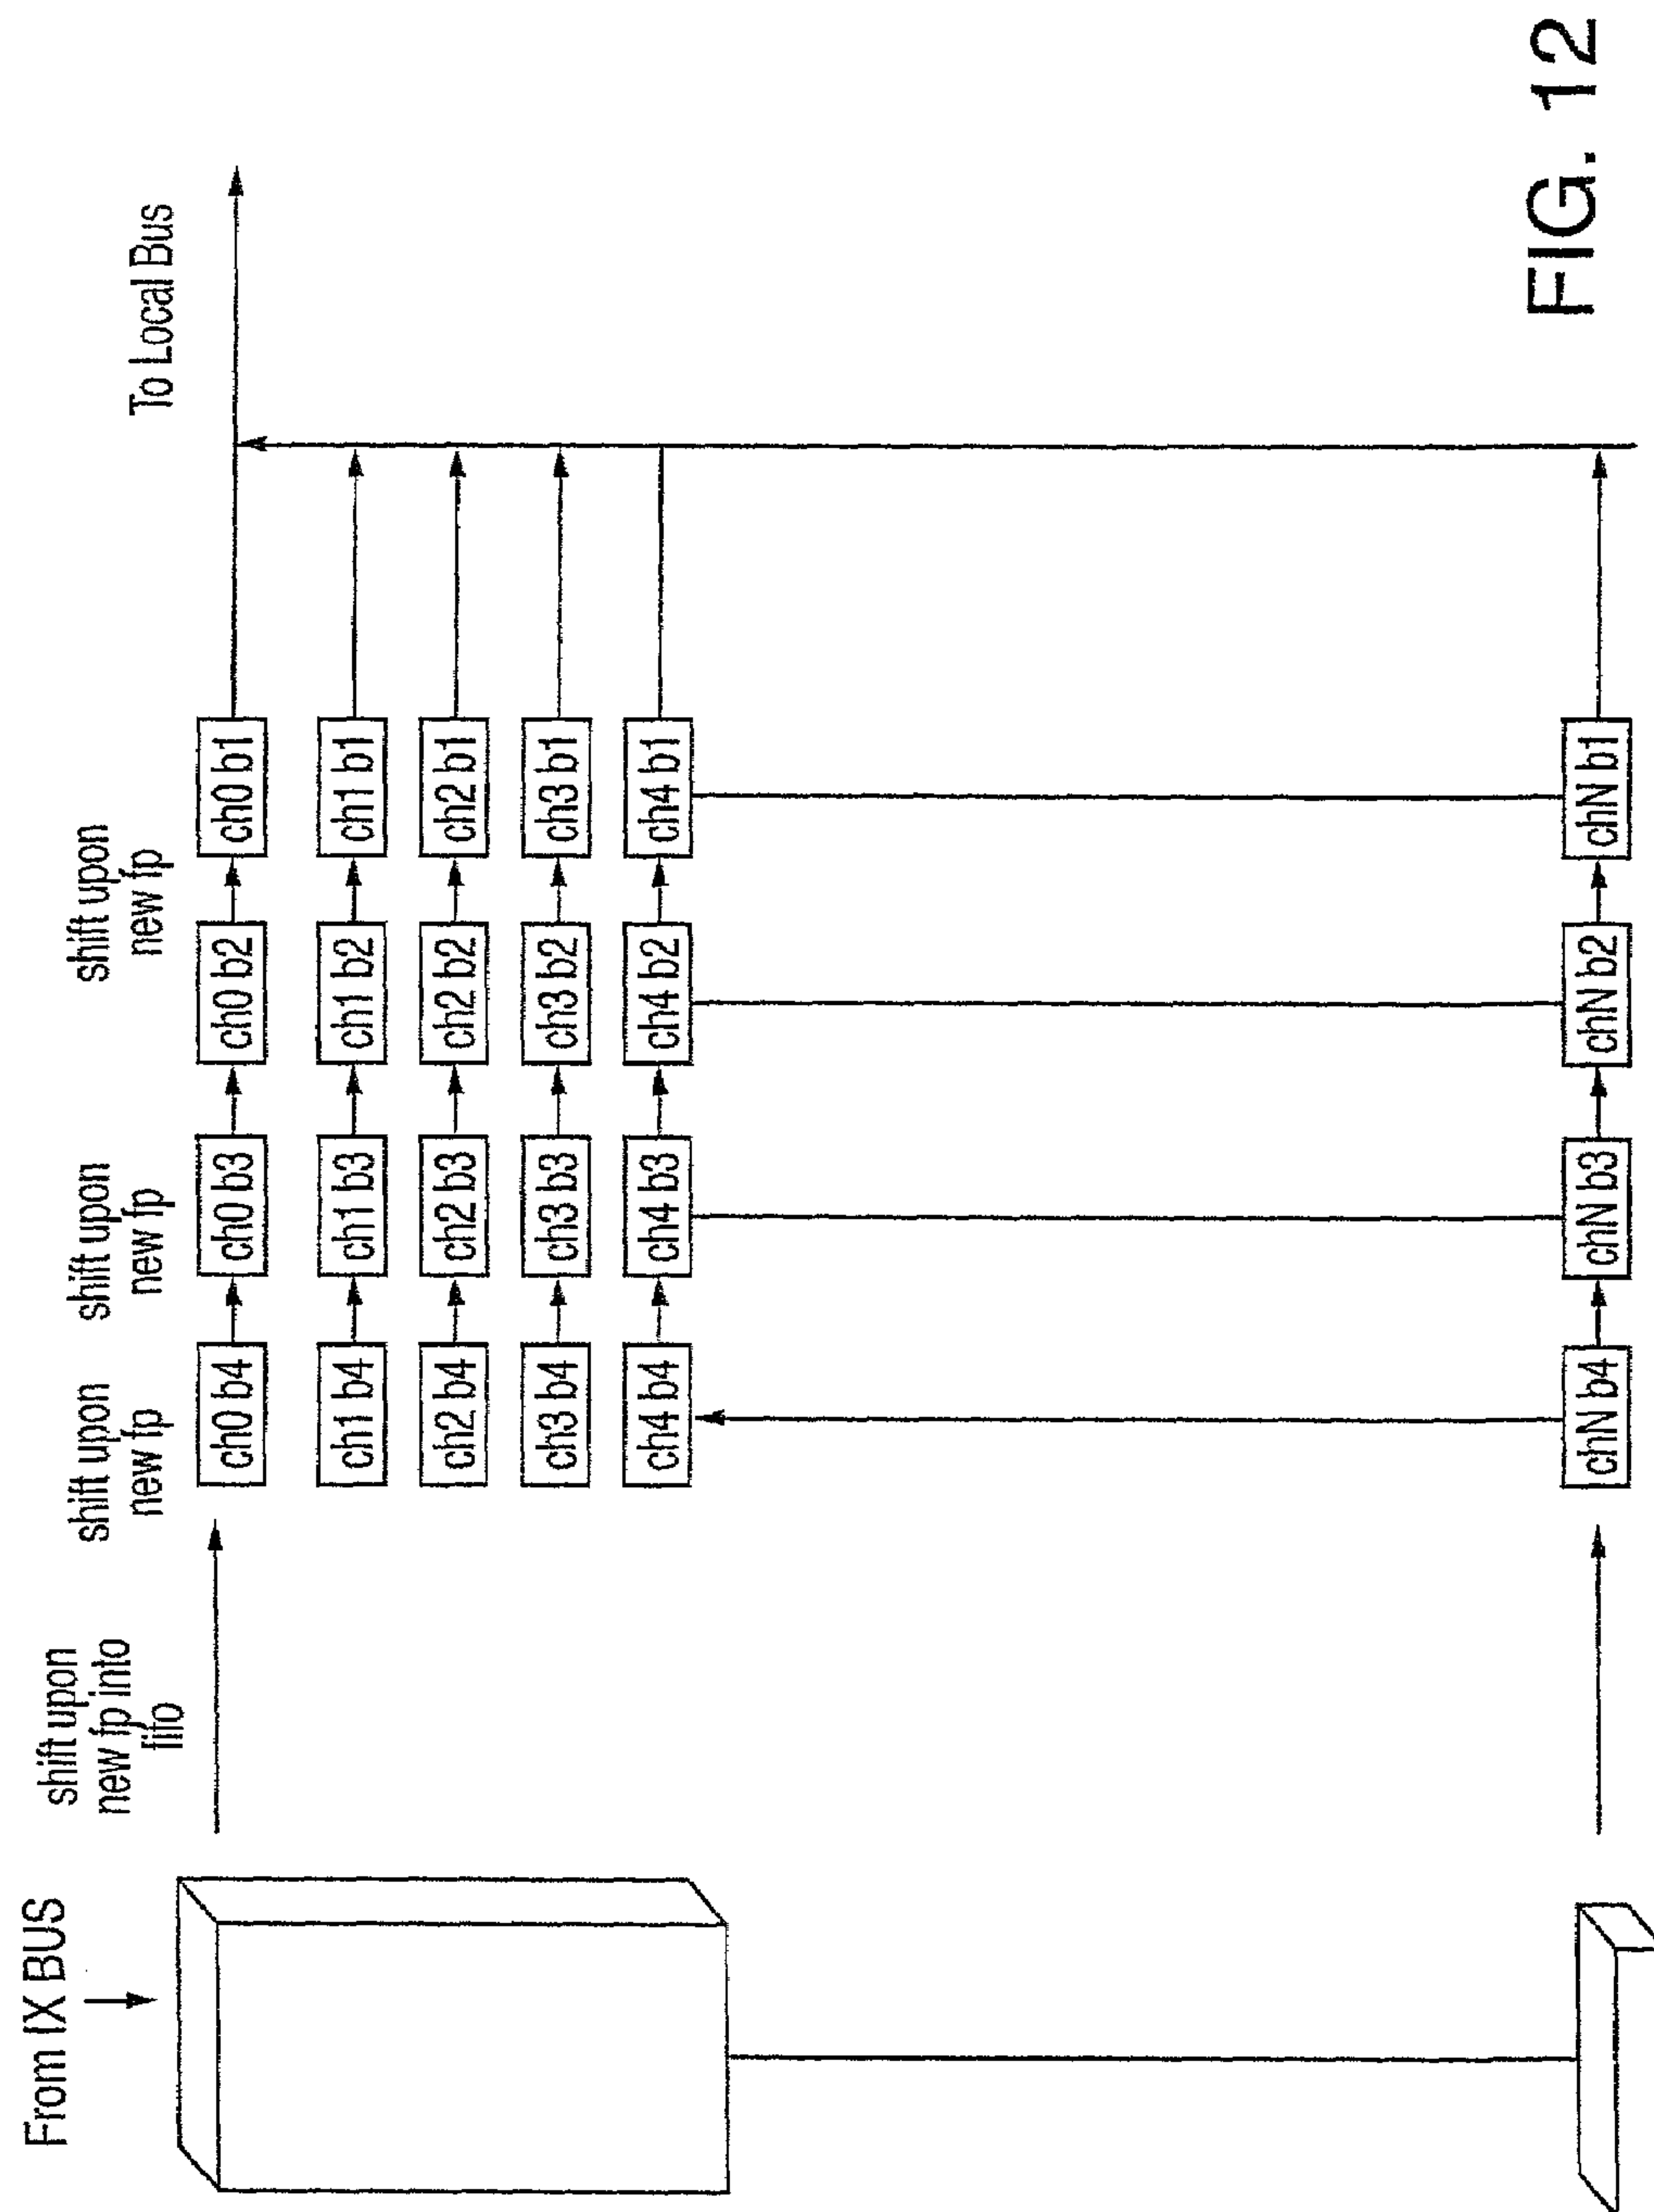 From IX BUS
shift upon
new fp into
fifo
shift upon
new fp
shift upon
new fp
shift upon
new fp
To Local Bus
ch0 b4 ch0 b3 ch0 b2 ch0 b1
ch1 b4 ch1 b3 ch1 b2 ch1 b1
ch2 b4 ch2 b3 ch2 b2 ch2 b1
ch3 b4 ch3 b3 ch3 b2 ch3 b1
ch4 b4 ch4 b3 ch4 b2 ch4 b1
chN b4 chN b3 chN b2 chN b1
FIG. 12